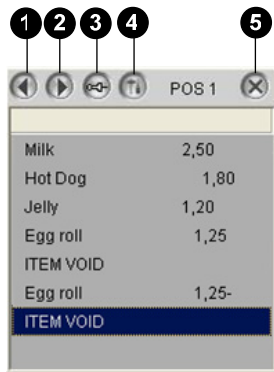 1 2 3 4 5
POS 1
Milk 2,50
Hot Dog 1,80
Jelly 1,20
Egg roll 1,25
ITEM VOID
Egg roll 1,25-
ITEM VOID